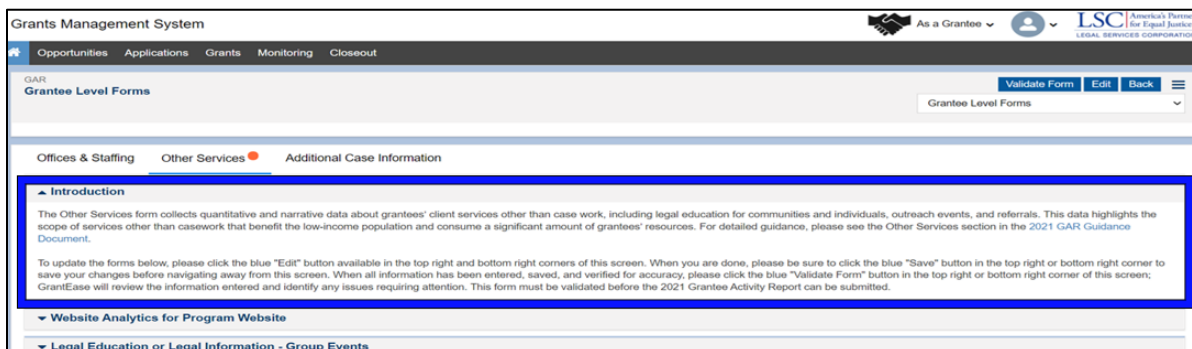 Grants Management System
As a Grantee
LSC America's Partne
for Equal Justice
LEGAL SERVICES CORPORATION
Opportunities Applications Grants Monitoring Closeout
GAR
Grantee Level Forms
Validate Form Edit Back
Grantee Level Forms
Offices & Staffing Other Services Additional Case Information
Introduction
The Other Services form collects quantitative and narrative data about grantees' client services other than case work, including legal education for communities and individuals, outreach events, and referrals. This data highlights the
scope of services other than casework that benefit the low-income population and consume a significant amount of grantees' resources. For detailed guidance, please see the Other Services section in the 2021 GAR Guidance
Document.
To update the forms below, please click the blue "Edit" button available in the top right and bottom right corners of this screen. When you are done, please be sure to click the blue "Save" button in the top right or bottom right corner to
save your changes before navigating away from this screen. When all information has been entered, saved, and verified for accuracy, please click the blue "Validate Form" button in the top right or bottom right corner of this screen;
GrantEase will review the information entered and identify any issues requiring attention. This form must be validated before the 2021 Grantee Activity Report can be submitted.
Website Analytics for Program Website
Legal Education or Legal Information - Group Events